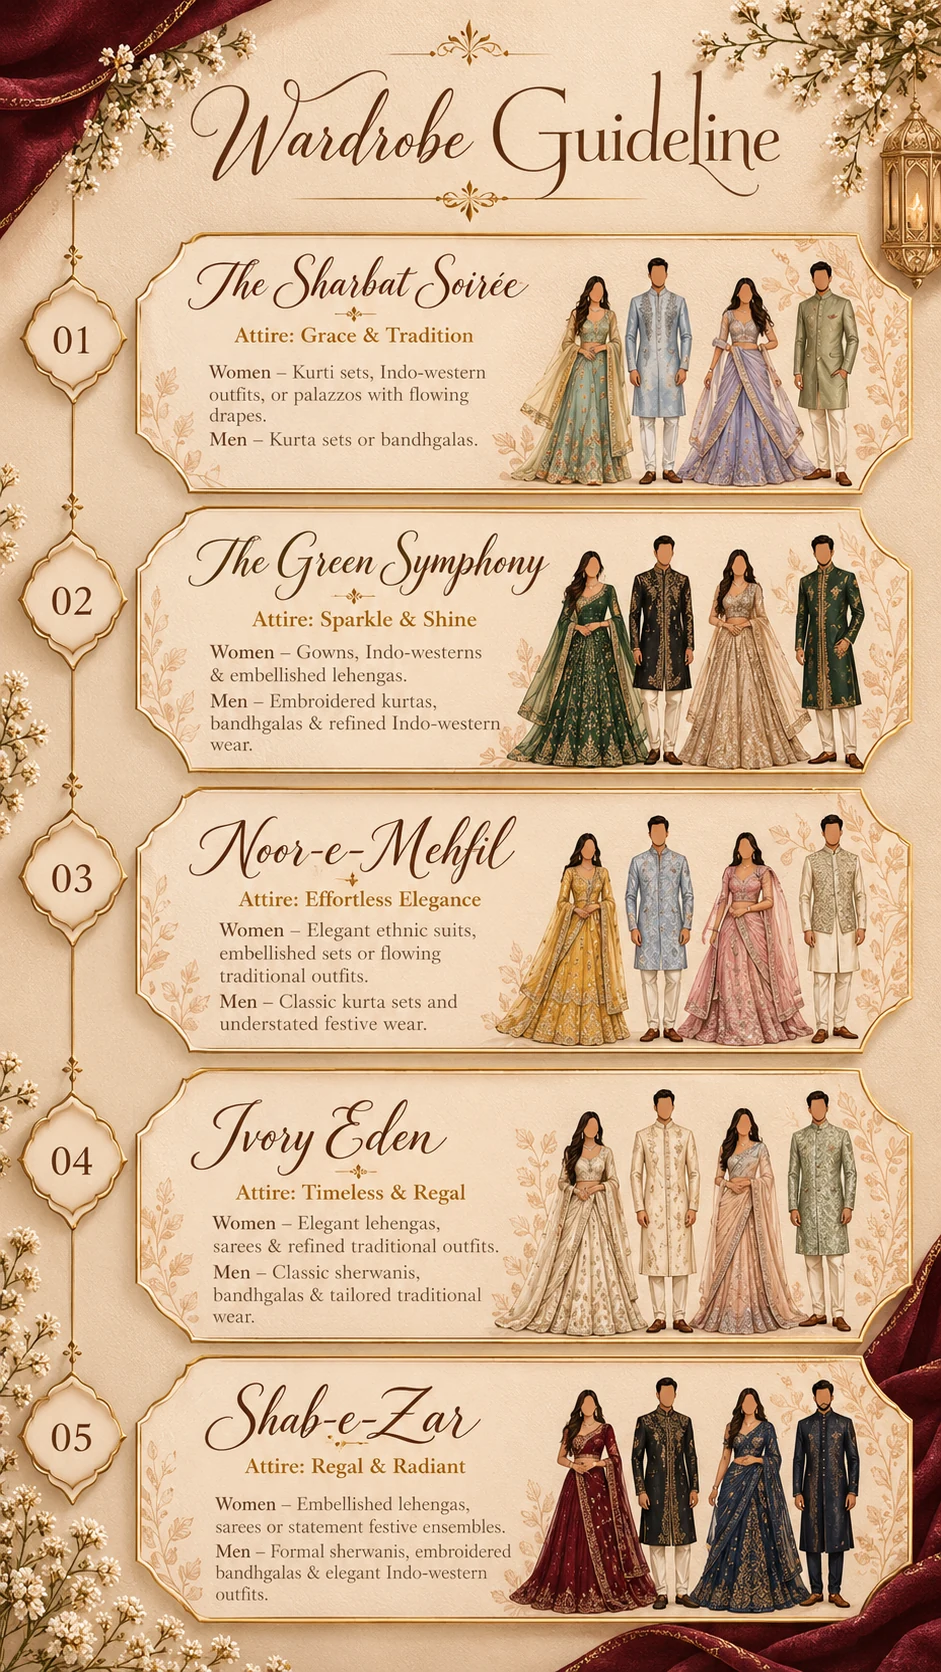 Wardrobe Guideline
01
The Sharbat Soirée
Attire: Grace & Tradition
Women – Kurti sets, Indo-western
outfits, or palazzos with flowing
drapes.
Men – Kurta sets or bandhgalas.
02
The Green Symphony
Attire: Sparkle & Shine
Women – Gowns, Indo-westerns
& embellished lehengas.
Men – Embroidered kurtas,
bandhgalas & refined Indo-western
wear.
03
Noor-e-Mehfil
Attire: Effortless Elegance
Women – Elegant ethnic suits,
embellished sets or flowing
traditional outfits.
Men – Classic kurta sets and
understated festive wear.
04
Ivory Eden
Attire: Timeless & Regal
Women – Elegant lehengas,
sarees & refined traditional outfits.
Men – Classic sherwanis,
bandhgalas & tailored traditional
wear.
05
Shab-e-Zar
Attire: Regal & Radiant
Women – Embellished lehengas,
sarees or statement festive ensembles.
Men – Formal sherwanis, embroidered
bandhgalas & elegant Indo-western
outfits.